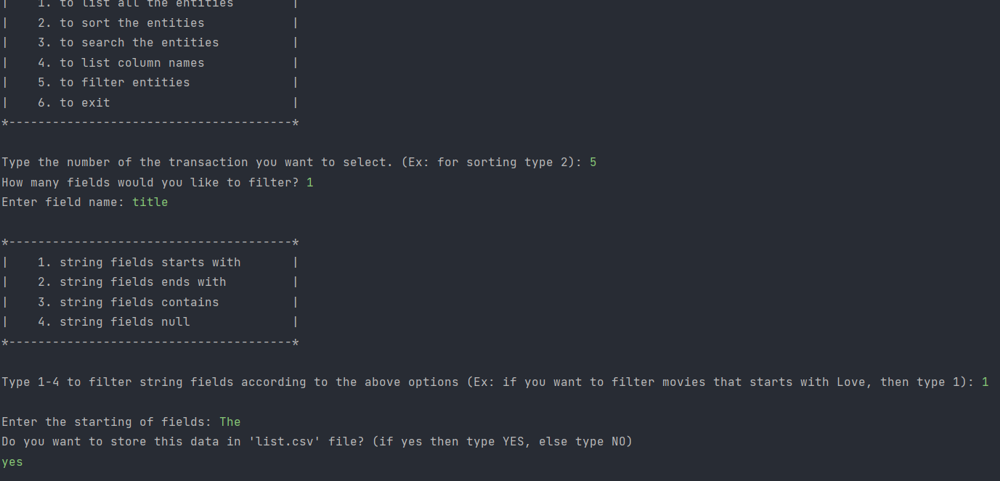 |    1. to list all the entities        |
|    2. to sort the entities            |
|    3. to search the entities          |
|    4. to list column names            |
|    5. to filter entities              |
|    6. to exit                         |
*---------------------------------------*
Type the number of the transaction you want to select. (Ex: for sorting type 2): 5
How many fields would you like to filter? 1
Enter field name: title
*---------------------------------------*
|    1. string fields starts with       |
|    2. string fields ends with         |
|    3. string fields contains          |
|    4. string fields null              |
*---------------------------------------*
Type 1-4 to filter string fields according to the above options (Ex: if you want to filter movies that starts with Love, then type 1): 1
Enter the starting of fields: The
Do you want to store this data in 'list.csv' file? (if yes then type YES, else type NO)
yes